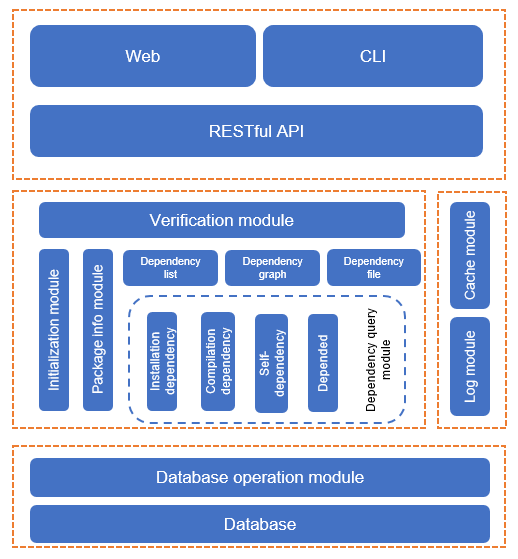 Web
CLI
RESTful API
Verification module
Initialization module
Package info module
Dependency
list
Dependency
graph
Dependency
file
Installation
dependency
Compilation
dependency
Self-
dependency
Depended
Dependency query
module
Cache module
Log module
Database operation module
Database